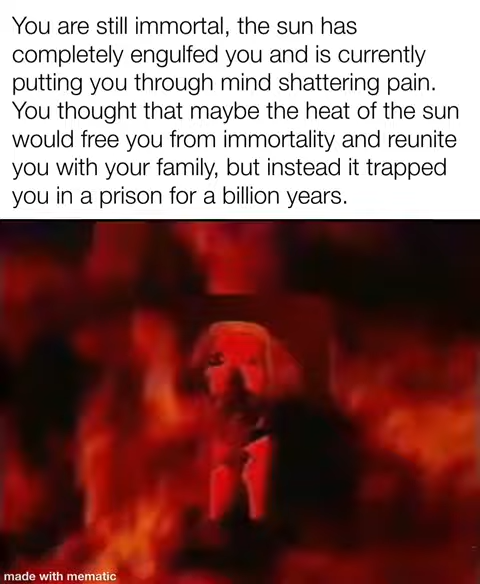 You are still immortal, the sun has
completely engulfed you and is currently
putting you through mind shattering pain.
You thought that maybe the heat of the sun
would free you from immortality and reunite
you with your family, but instead it trapped
you in a prison for a billion years.
made with mematic